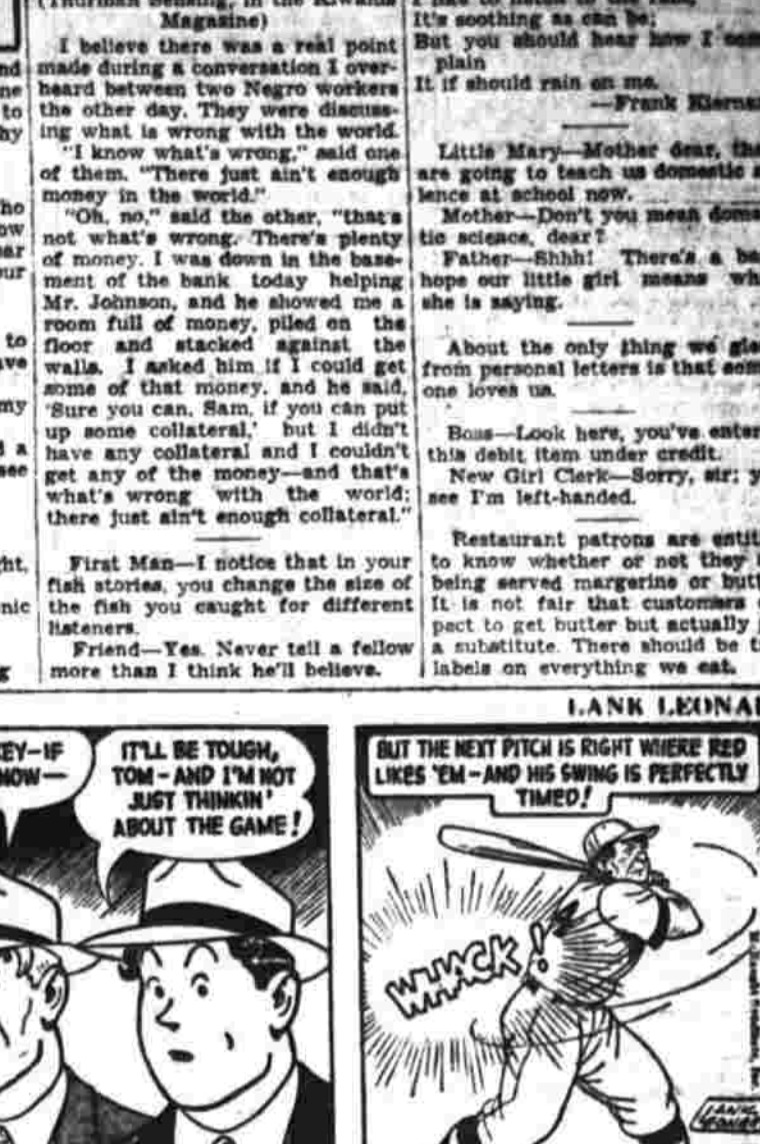 (Thurman Sensing, in the Kiwanis
Magazine)
I believe there was a real point
made during a conversation I over-
heard between two Negro workers
the other day. They were discuss-
ing what is wrong with the world.
"I know what's wrong," said one
of them. "There just ain't enough
money in the world."
"Oh, no," said the other, "that's
not what's wrong. There's plenty
of money. I was down in the base-
ment of the bank today helping
Mr. Johnson, and he showed me a
room full of money, piled on the
floor and stacked against the
walls. I asked him if I could get
some of that money, and he said,
'Sure you can, Sam, if you can put
up some collateral,' but I didn't
have any collateral and I couldn't
get any of the money—and that's
what's wrong with the world;
there just ain't enough collateral."
First Man—I notice that in your
fish stories, you change the size of
the fish you caught for different
listeners.
Friend—Yes. Never tell a fellow
more than I think he'll believe.
It's soothing as can be;
But you should hear how I com
plain
It if should rain on me.
—Frank Kiernan
Little Mary—Mother dear, the
are going to teach us domestic s
lence at school now.
Mother—Don't you mean dome
tic science, dear?
Father—Shhh! There's a ba
hope our little girl means wh
she is saying.
About the only thing we gle
from personal letters is that som
one loves us.
Boss—Look here, you've enter
this debit item under credit.
New Girl Clerk—Sorry, sir; y
see I'm left-handed.
Restaurant patrons are entit
to know whether or not they
being served margerine or butt
It is not fair that customers
pect to get butter but actually
a substitute. There should be t
labels on everything we eat.
LANK LEONA
EY-IF
NOW—
IT'LL BE TOUGH,
TOM-AND I'M NOT
JUST THINKIN'
ABOUT THE GAME!
BUT THE NEXT PITCH IS RIGHT WHERE RED
LIKES 'EM-AND HIS SWING IS PERFECTLY
TIMED!
WHACK!